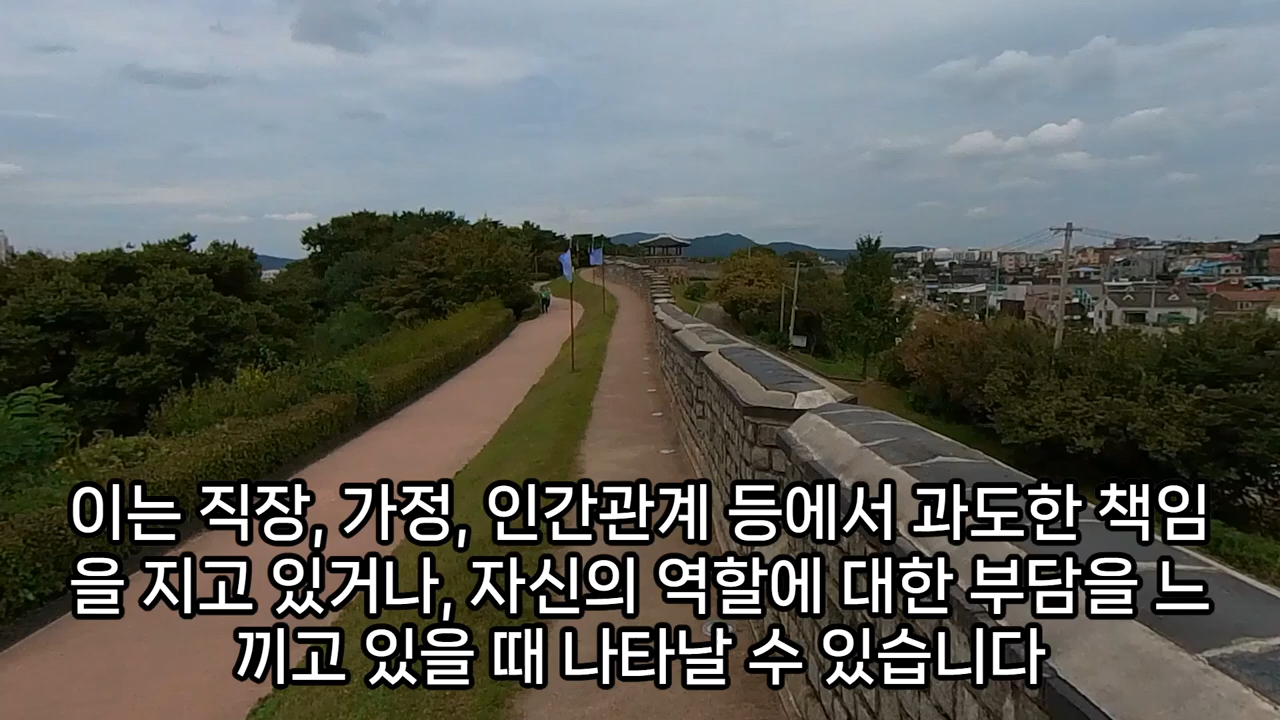 이는 직장, 가정, 인간관계 등에서 과도한 책임
을 지고 있거나, 자신의 역할에 대한 부담을 느
끼고 있을 때 나타날 수 있습니다